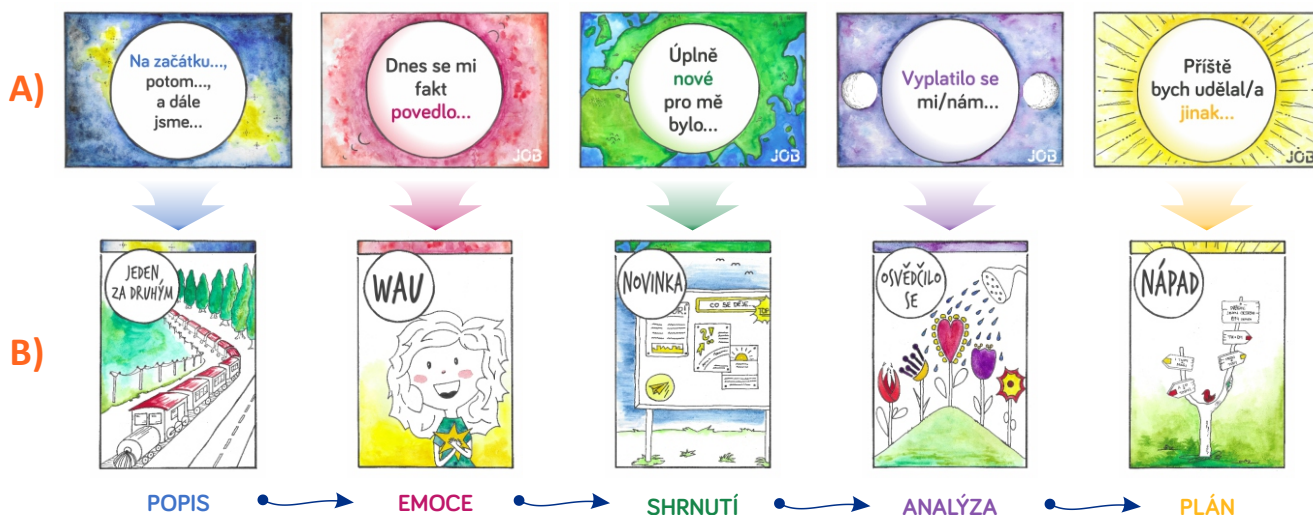 A)
Na začátku...,
potom...,
a dále
jsme...
Dnes se mi
fakt
povedlo...
JOB
Úplně
nové
pro mě
bylo...
JOB
Vyplatilo se
mi/nám...
JOB
Příště
bych udělal/a
jinak...
JOB
B)
JEDEN,
ZA DRUHÝM
WAU
NOVINKA
CO SE DĚJE...
OSVĚDČILO
SE
NÁPAD
POPIS
EMOCE
SHRNUTÍ
ANALÝZA
PLÁN